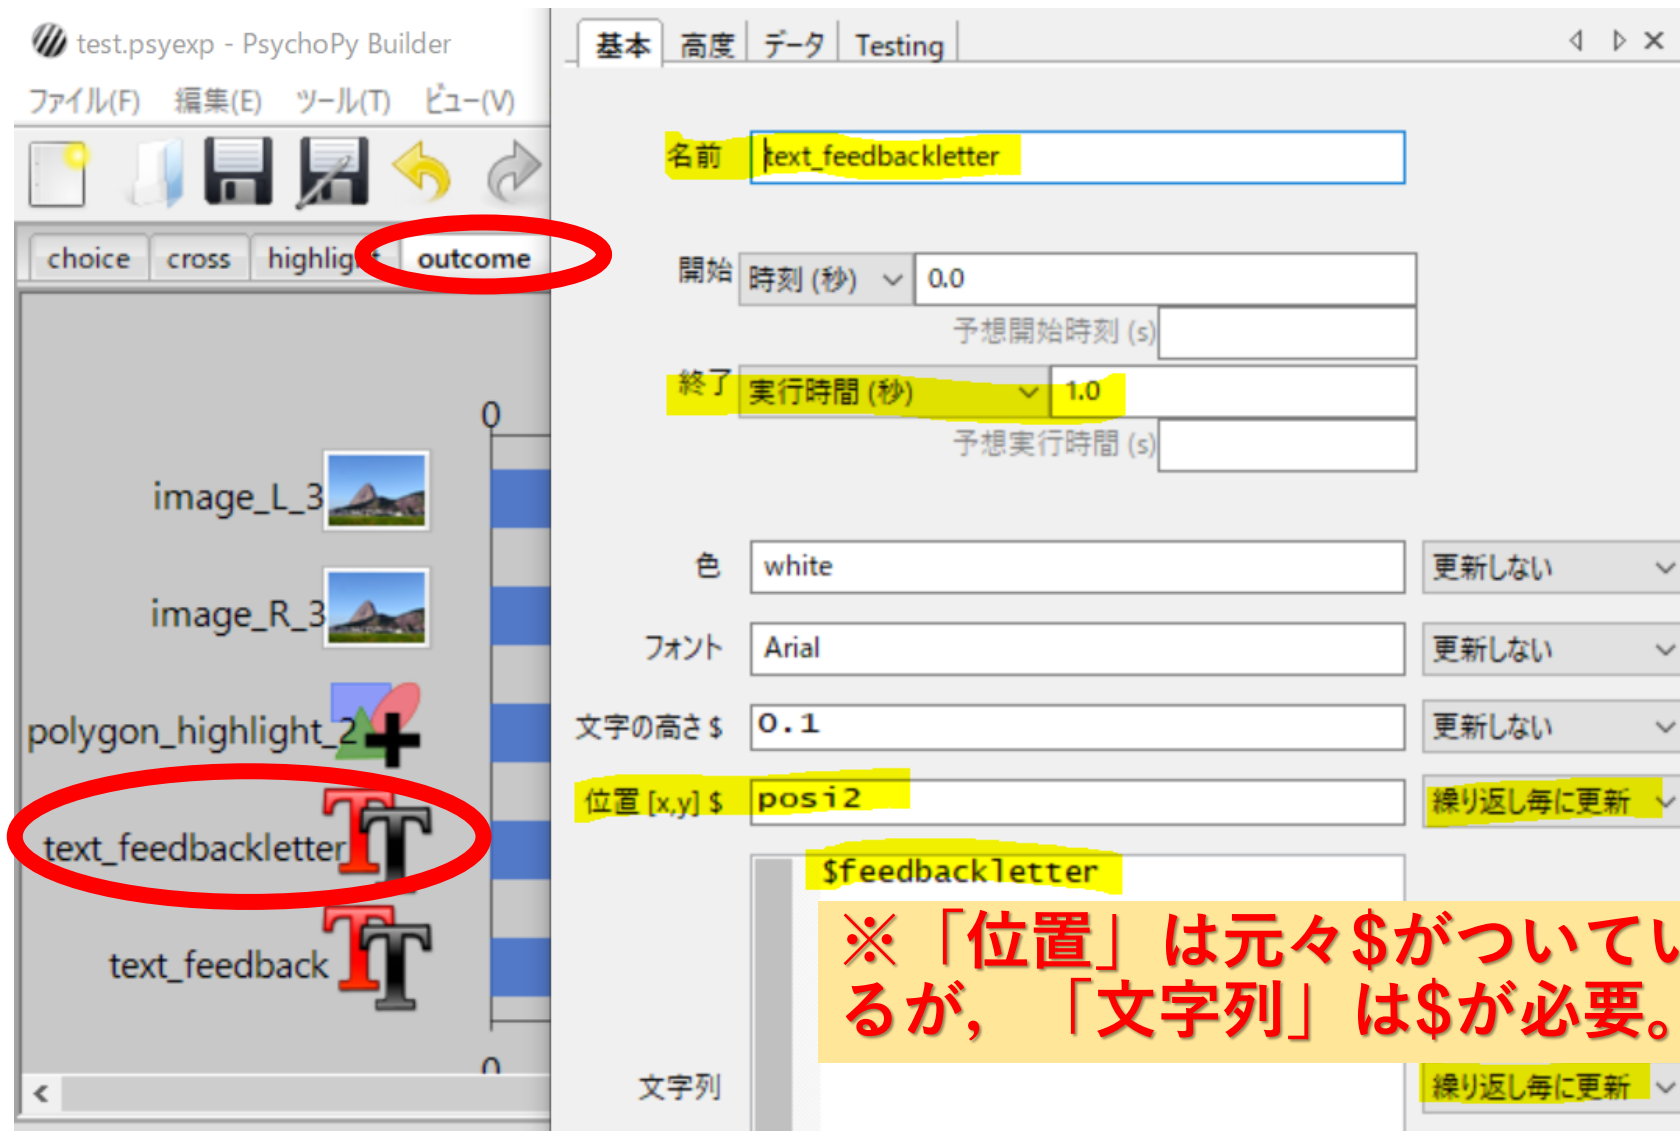 test.psyexp - PsychoPy Builder
ファイル(F) 編集(E) ツール(T) ビュー(V)
choice cross highlight outcome
0
image_L_3
image_R_3
polygon_highlight_2
text_feedbackletter
text_feedback
0
基本 高度 データ Testing
名前 text_feedbackletter
開始 時刻 (秒) 0.0
予想開始時刻 (s)
終了 実行時間 (秒) 1.0
予想実行時間 (s)
色 white 更新しない
フォント Arial 更新しない
文字の高さ $ 0.1 更新しない
位置 [x,y] $ posi2 繰り返し毎に更新
$feedbackletter
※「位置」は元々$がついてい
るが,「文字列」は$が必要。
文字列 繰り返し毎に更新